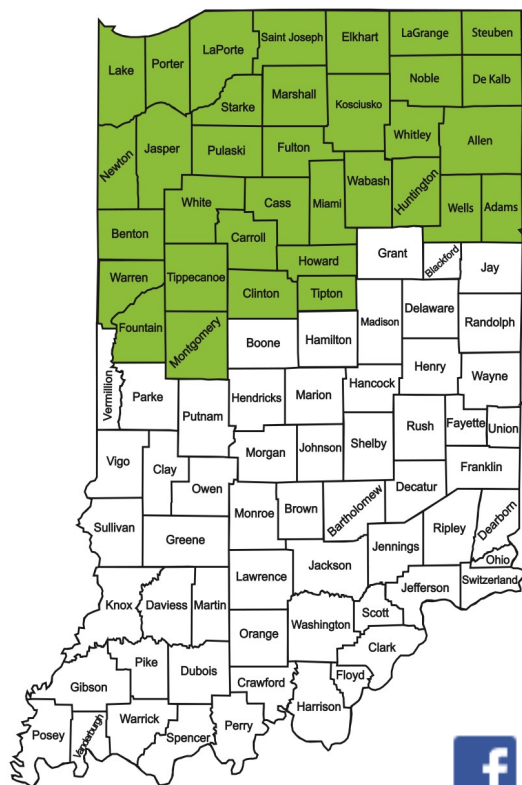 Lake
Porter
LaPorte
Saint Joseph
Elkhart
LaGrange
Steuben
Noble
De Kalb
Starke
Marshall
Kosciusko
Whitley
Allen
Newton
Jasper
Pulaski
Fulton
Wabash
Huntington
White
Cass
Miami
Wells
Adams
Benton
Carroll
Howard
Grant
Blackford
Jay
Warren
Tippecanoe
Clinton
Tipton
Madison
Delaware
Randolph
Fountain
Montgomery
Boone
Hamilton
Henry
Wayne
Vermillion
Parke
Putnam
Hendricks
Marion
Hancock
Rush
Fayette
Union
Vigo
Clay
Morgan
Johnson
Shelby
Franklin
Owen
Decatur
Sullivan
Greene
Monroe
Brown
Bartholomew
Ripley
Dearborn
Jennings
Ohio
Lawrence
Jackson
Jefferson
Switzerland
Knox
Daviess
Martin
Orange
Washington
Scott
Clark
Gibson
Pike
Dubois
Crawford
Floyd
Harrison
Posey
Vanderburgh
Warrick
Spencer
Perry
f